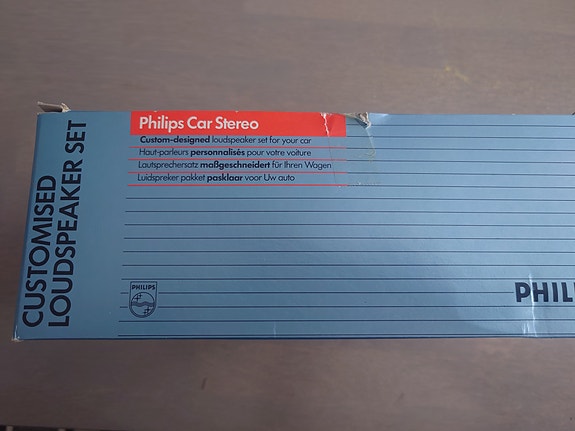 CUSTOMISED
LOUDSPEAKER SET
Philips Car Stereo
Custom-designed loudspeaker set for your car
Haut-parleurs personnalisés pour votre voiture
Lautsprechersatz maßgeschneidert für Ihren Wagen
Luidspreker pakket pasklaar voor Uw auto
PHILIPS
PHIL